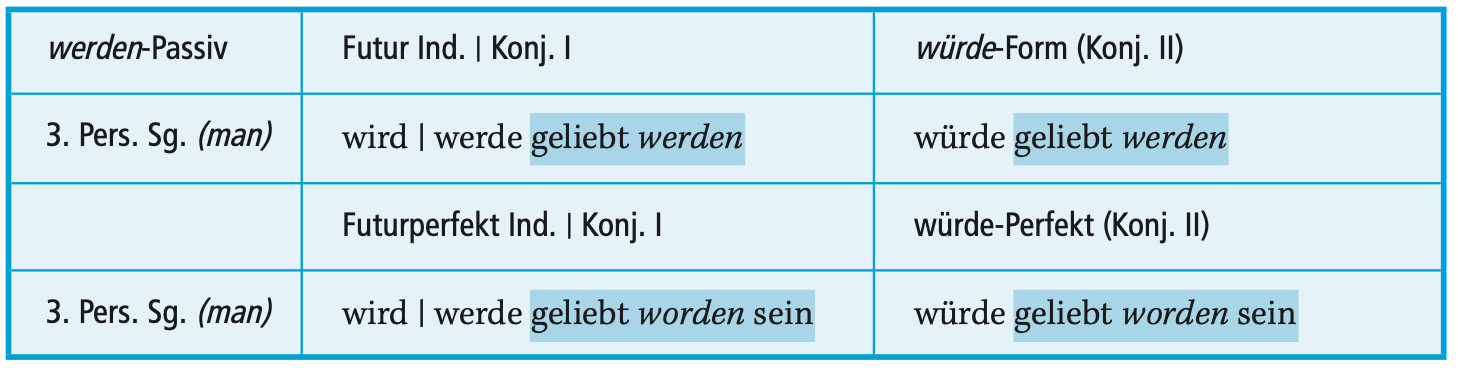 werden-Passiv Futur Ind. | Konj. I würde-Form (Konj. II)
3. Pers. Sg. (man) wird | werde geliebt werden würde geliebt werden
Futurperfekt Ind. | Konj. I würde-Perfekt (Konj. II)
3. Pers. Sg. (man) wird | werde geliebt worden sein würde geliebt worden sein